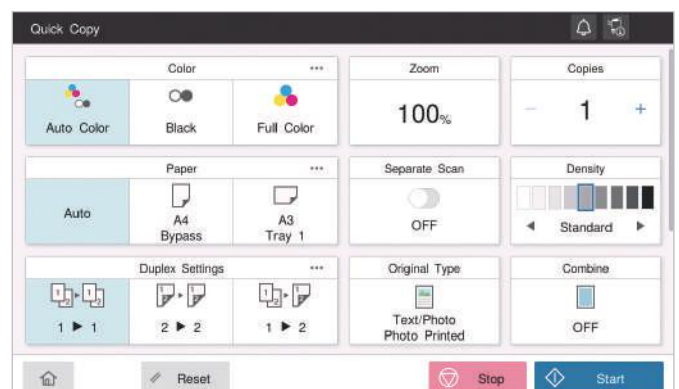 Quick Copy
Color •••
Auto Color
Black
Full Color
Zoom
100%
Copies
− 1 +
Paper •••
Auto
A4
Bypass
A3
Tray 1
Separate Scan
OFF
Density
◀ Standard ▶
Duplex Settings •••
1 ▶ 1
2 ▶ 2
1 ▶ 2
Original Type
Text/Photo
Photo Printed
Combine
OFF
Reset
Stop
Start